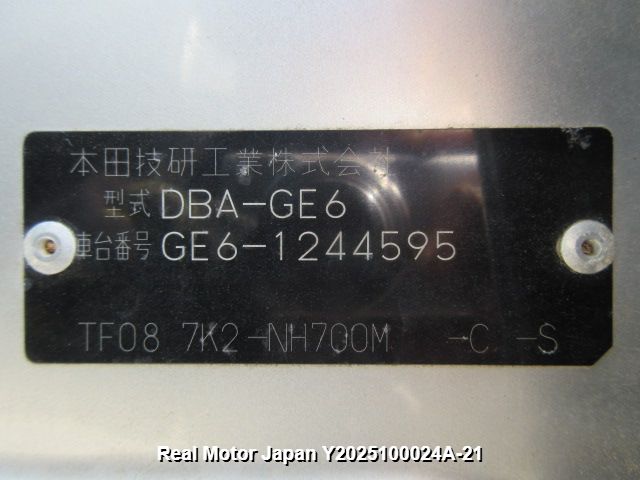 本田技研工業株式会社
型式 DBA-GE6
車台番号 GE6-1244595
TF08 7K2-NH700M -C -S
Real Motor Japan Y2025100024A-21